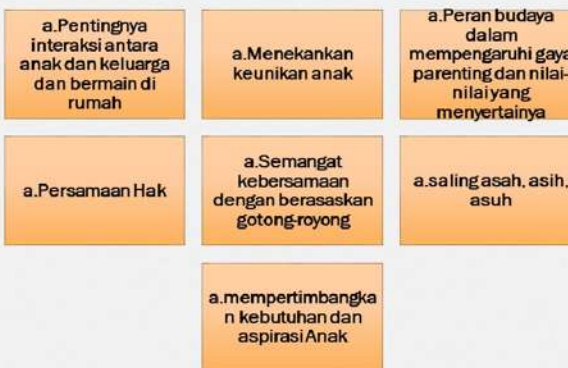 a.Pentingnya
interaksi antara
anak dan keluarga
dan bermain di
rumah
a.Menekankan
keunikan anak
a.Peran budaya
dalam
mempengaruhi gaya
parenting dan nilai-
nilai yang
menyertainya
a.Persamaan Hak
a.Semangat
kebersamaan
dengan berasaskan
gotong-royong
a.saling asah, asih,
asuh
a.mempertimbangka
n kebutuhan dan
aspirasi Anak